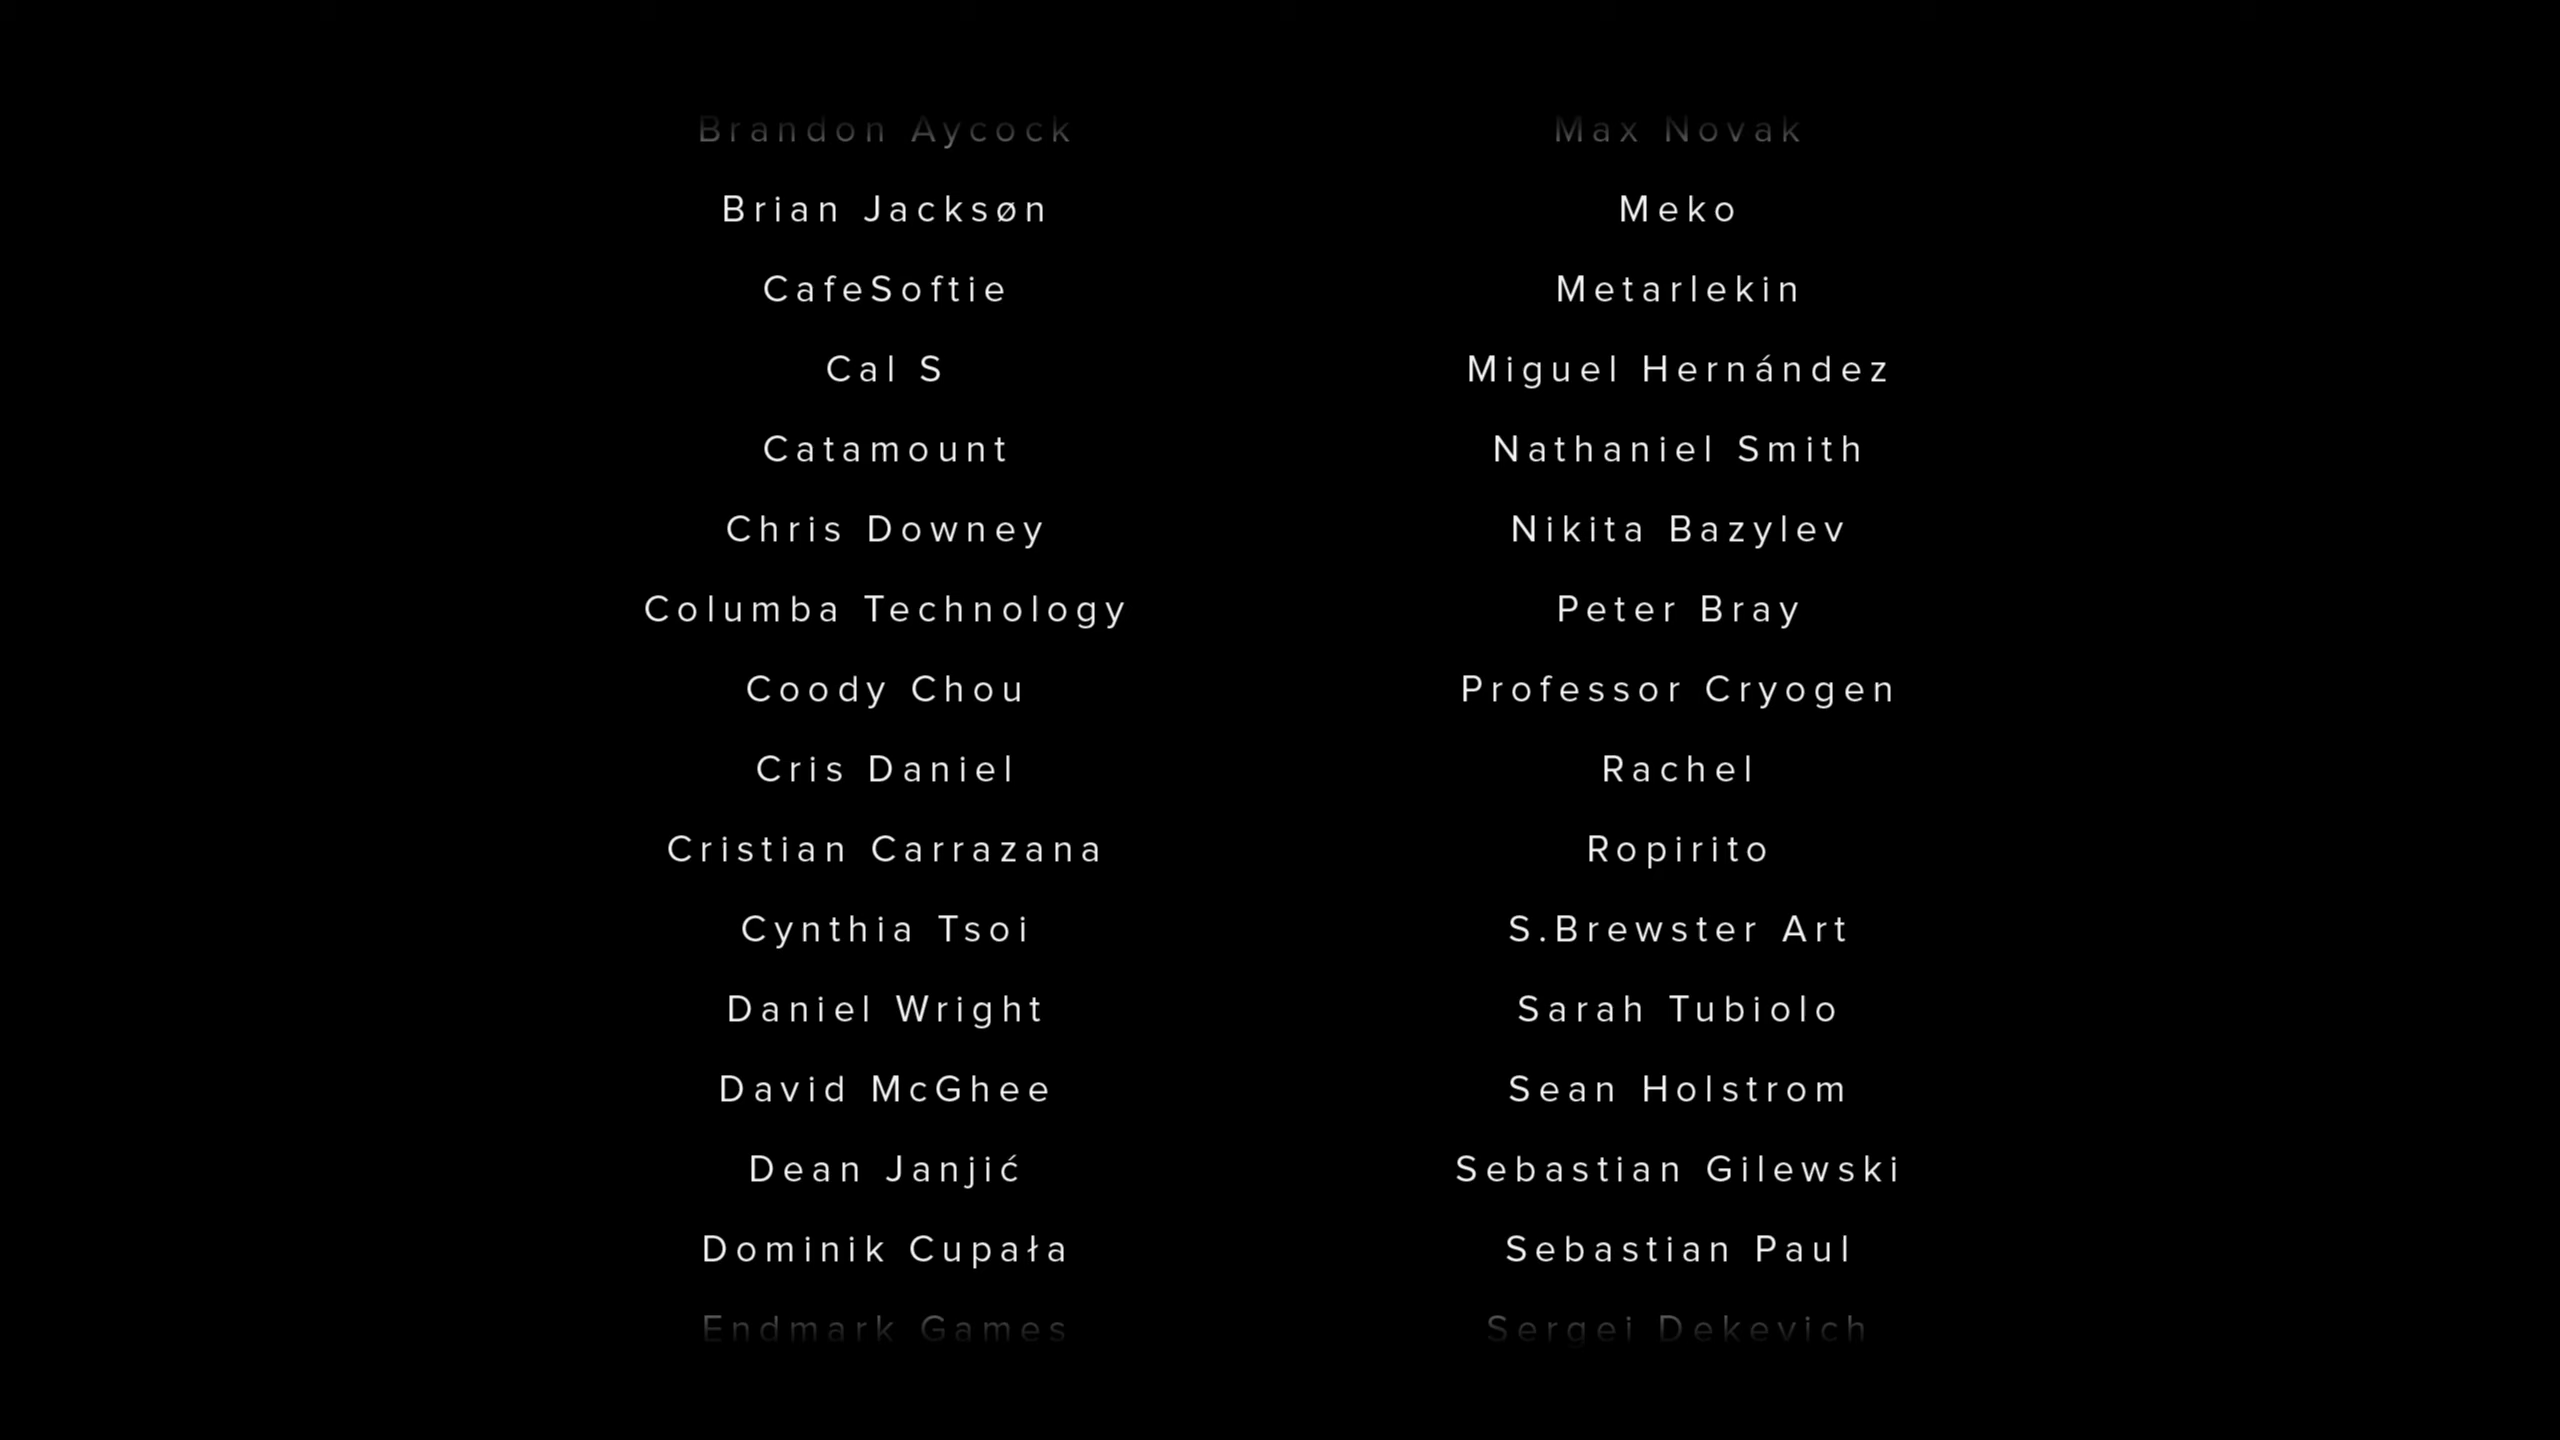 Brandon Aycock
Brian Jacksøn
CafeSoftie
Cal S
Catamount
Chris Downey
Columba Technology
Coody Chou
Cris Daniel
Cristian Carrazana
Cynthia Tsoi
Daniel Wright
David McGhee
Dean Janjić
Dominik Cupała
Endmark Games
Max Novak
Meko
Metarlekin
Miguel Hernández
Nathaniel Smith
Nikita Bazylev
Peter Bray
Professor Cryogen
Rachel
Ropirito
S.Brewster Art
Sarah Tubiolo
Sean Holstrom
Sebastian Gilewski
Sebastian Paul
Sergei Dekevich